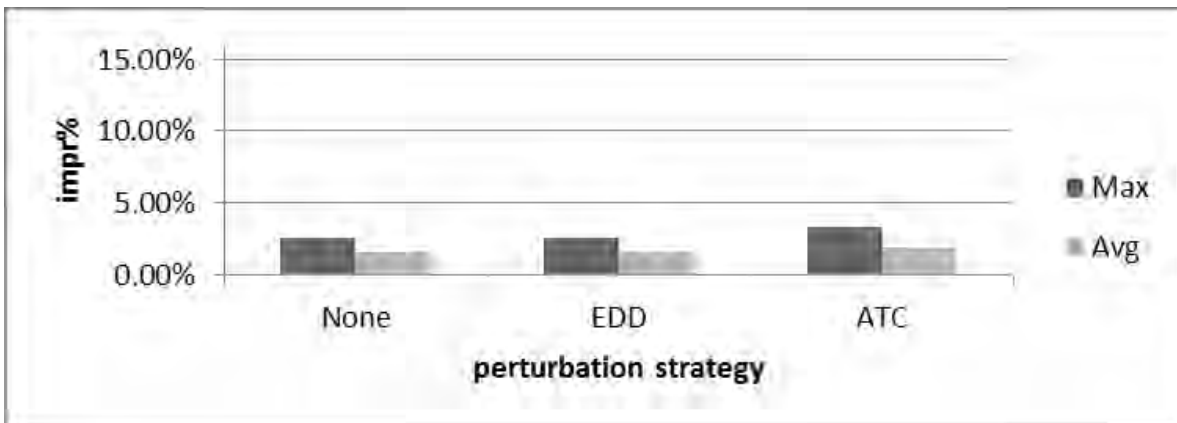 15.00%
10.00%
5.00%
0.00%
impr%
None EDD ATC
perturbation strategy
Max
Avg